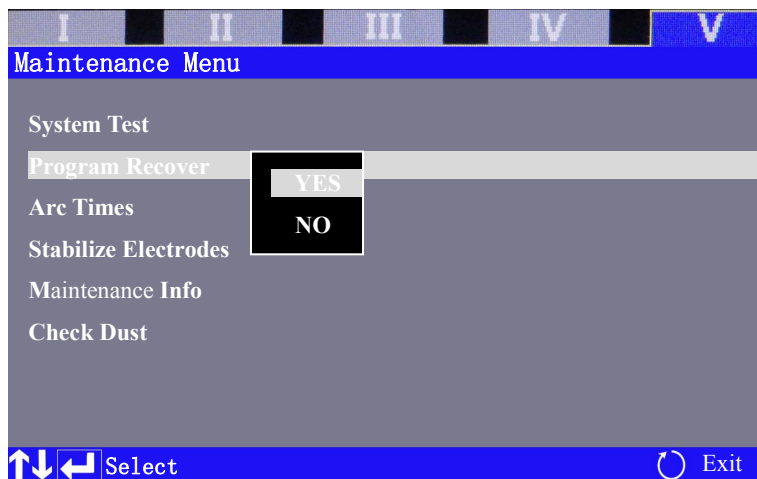 I II III IV V
Maintenance Menu
System Test
Program Recover
YES
Arc Times
NO
Stabilize Electrodes
Maintenance Info
Check Dust
Select Exit